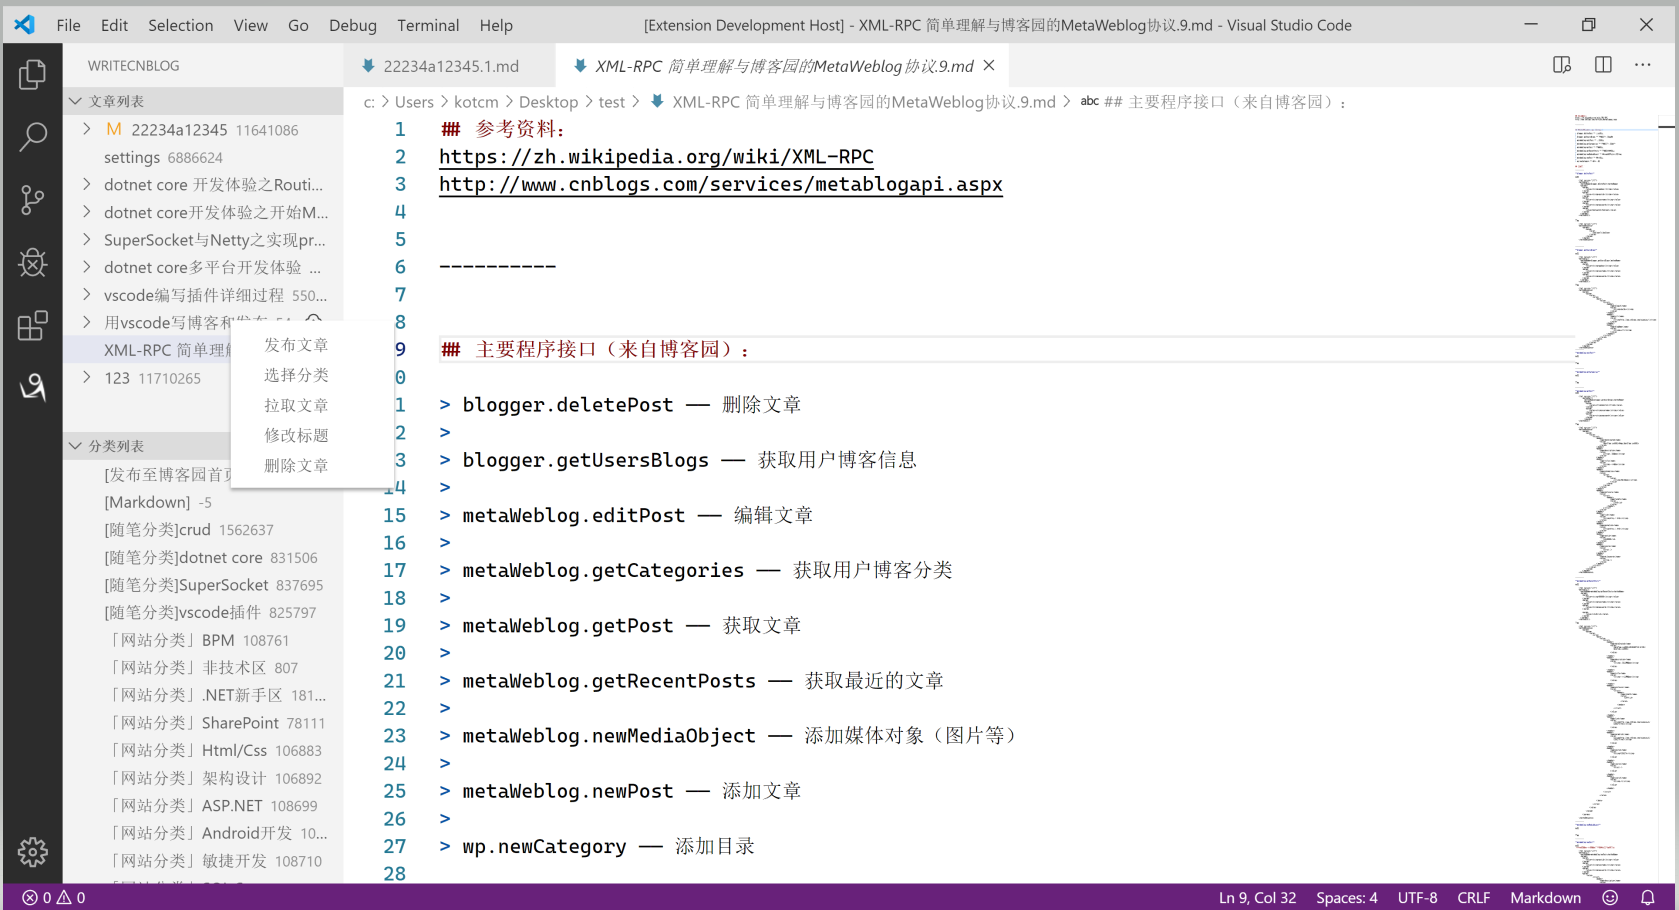 File Edit Selection View Go Debug Terminal Help [Extension Development Host] - XML-RPC 简单理解与博客园的MetaWeblog协议.9.md - Visual Studio Code
WRITECNBLOG
22234a12345.1.md
XML-RPC 简单理解与博客园的MetaWeblog协议.9.md
文章列表
M 22234a12345 11641086
settings 6886624
dotnet core 开发体验之Routi...
dotnet core开发体验之开始M...
SuperSocket与Netty之实现pr...
dotnet core多平台开发体验 ...
vscode编写插件详细过程 550...
用vscode写博客和发布
XML-RPC 简单理
123 11710265
发布文章
选择分类
拉取文章
修改标题
删除文章
分类列表
[发布至博客园首页
[Markdown] -5
[随笔分类]crud 1562637
[随笔分类]dotnet core 831506
[随笔分类]SuperSocket 837695
[随笔分类]vscode插件 825797
「网站分类」BPM 108761
「网站分类」非技术区 807
「网站分类」.NET新手区 181...
「网站分类」SharePoint 78111
「网站分类」Html/Css 106883
「网站分类」架构设计 106892
「网站分类」ASP.NET 108699
「网站分类」Android开发 10...
「网站分类」敏捷开发 108710
c: > Users > kotcm > Desktop > test > XML-RPC 简单理解与博客园的MetaWeblog协议.9.md > abc ## 主要程序接口（来自博客园）：
1 ## 参考资料：
2 https://zh.wikipedia.org/wiki/XML-RPC
3 http://www.cnblogs.com/services/metablogapi.aspx
4
5
6 ----------
7
8
9 ## 主要程序接口（来自博客园）：
0
1 > blogger.deletePost —— 删除文章
2 >
3 > blogger.getUsersBlogs —— 获取用户博客信息
14 >
15 > metaWeblog.editPost —— 编辑文章
16 >
17 > metaWeblog.getCategories —— 获取用户博客分类
18 >
19 > metaWeblog.getPost —— 获取文章
20 >
21 > metaWeblog.getRecentPosts —— 获取最近的文章
22 >
23 > metaWeblog.newMediaObject —— 添加媒体对象（图片等）
24 >
25 > metaWeblog.newPost —— 添加文章
26 >
27 > wp.newCategory —— 添加目录
28
0 0 Ln 9, Col 32 Spaces: 4 UTF-8 CRLF Markdown